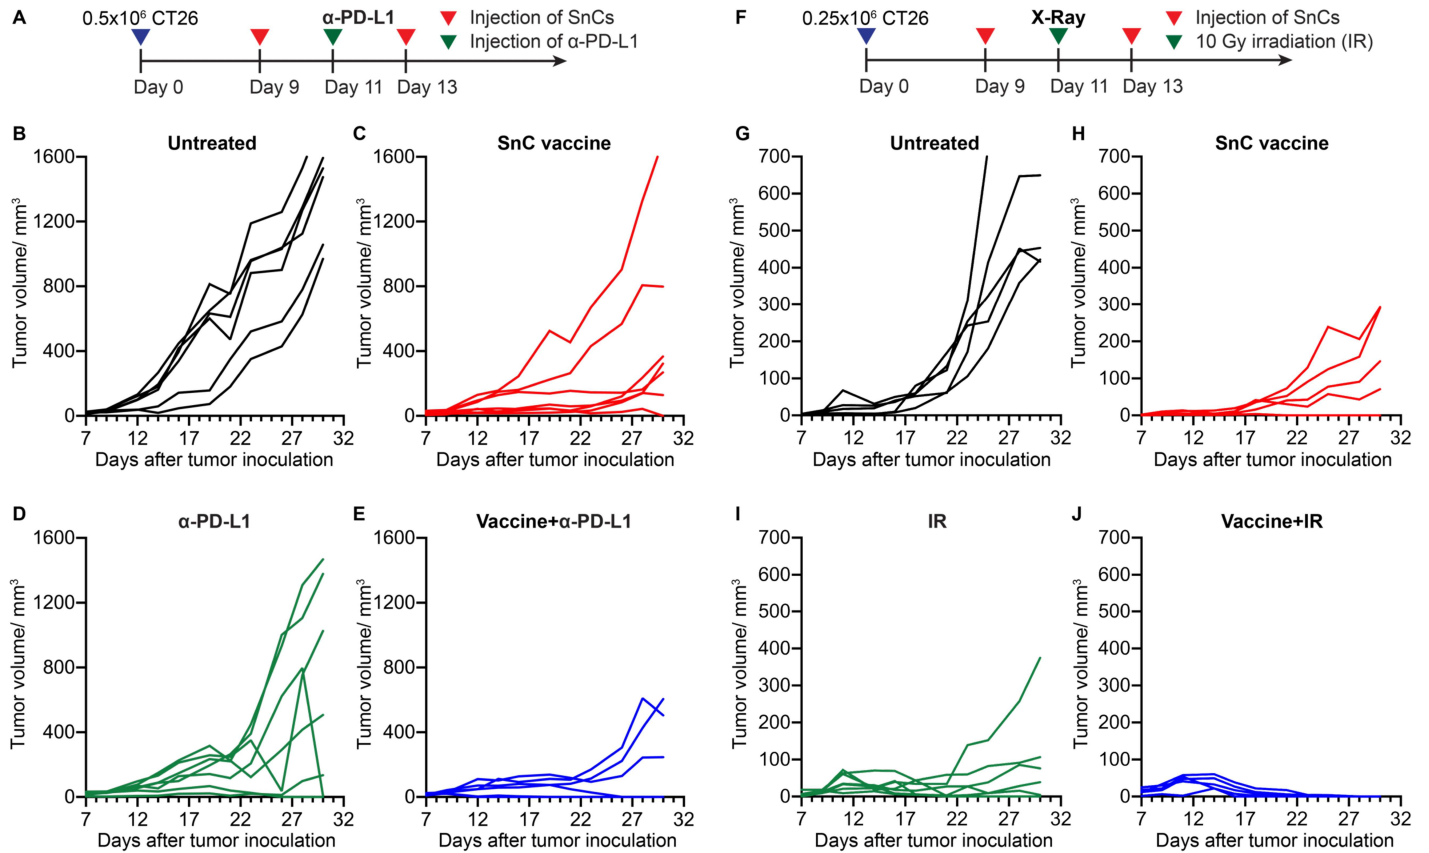 A
0.5x10⁶ CT26
α-PD-L1
Injection of SnCs
Injection of α-PD-L1
Day 0
Day 9
Day 11
Day 13
F
0.25x10⁶ CT26
X-Ray
Injection of SnCs
10 Gy irradiation (IR)
Day 0
Day 9
Day 11
Day 13
B
Untreated
Tumor volume/ mm³
1600
1200
800
400
0
7 12 17 22 27 32
Days after tumor inoculation
C
SnC vaccine
Tumor volume/ mm³
1600
1200
800
400
0
7 12 17 22 27 32
Days after tumor inoculation
G
Untreated
Tumor volume/ mm³
700
600
500
400
300
200
100
0
7 12 17 22 27 32
Days after tumor inoculation
H
SnC vaccine
Tumor volume/ mm³
700
600
500
400
300
200
100
0
7 12 17 22 27 32
Days after tumor inoculation
D
α-PD-L1
Tumor volume/ mm³
1600
1200
800
400
0
7 12 17 22 27 32
Days after tumor inoculation
E
Vaccine+α-PD-L1
Tumor volume/ mm³
1600
1200
800
400
0
7 12 17 22 27 32
Days after tumor inoculation
I
IR
Tumor volume/ mm³
700
600
500
400
300
200
100
0
7 12 17 22 27 32
Days after tumor inoculation
J
Vaccine+IR
Tumor volume/ mm³
700
600
500
400
300
200
100
0
7 12 17 22 27 32
Days after tumor inoculation